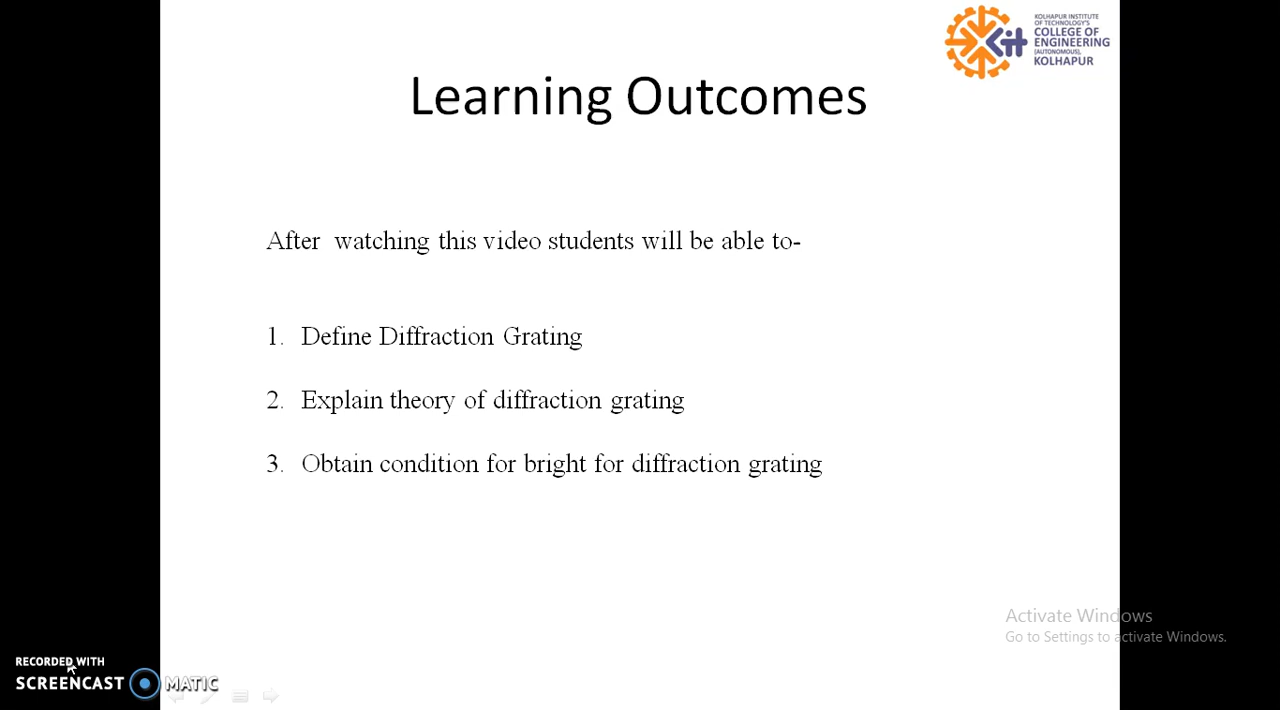 KOLHAPUR INSTITUTE
OF TECHNOLOGY'S
COLLEGE OF
ENGINEERING
(AUTONOMOUS),
KOLHAPUR
Kit
Learning Outcomes
After watching this video students will be able to-
1. Define Diffraction Grating
2. Explain theory of diffraction grating
3. Obtain condition for bright for diffraction grating
Activate Windows
Go to Settings to activate Windows.
RECORDED WITH
SCREENCAST MATIC